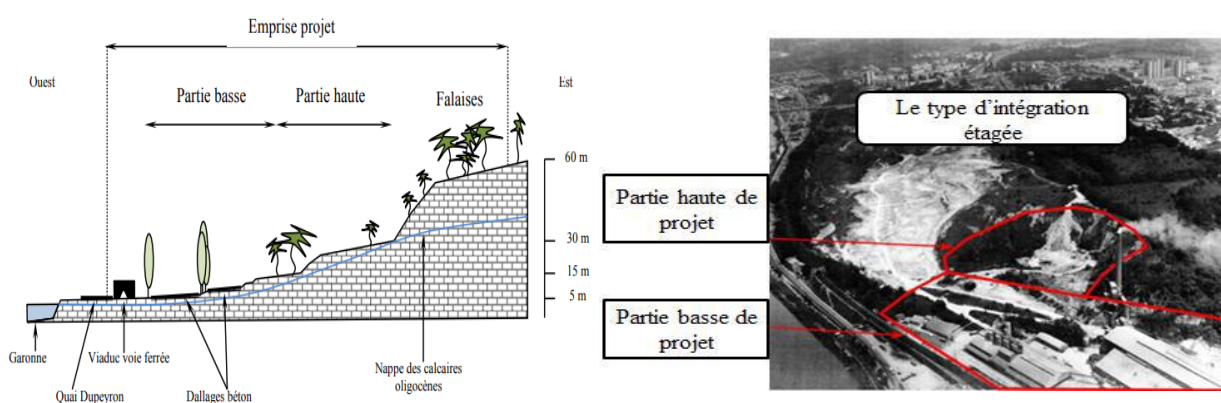 Emprise projet
Ouest
Est
Partie basse
Partie haute
Falaises
60 m
30 m
15 m
5 m
Garonne
Viaduc voie ferrée
Nappe des calcaires
oligocènes
Quai Dupeyron
Dallages béton
Le type d'intégration
étagée
Partie haute de
projet
Partie basse de
projet